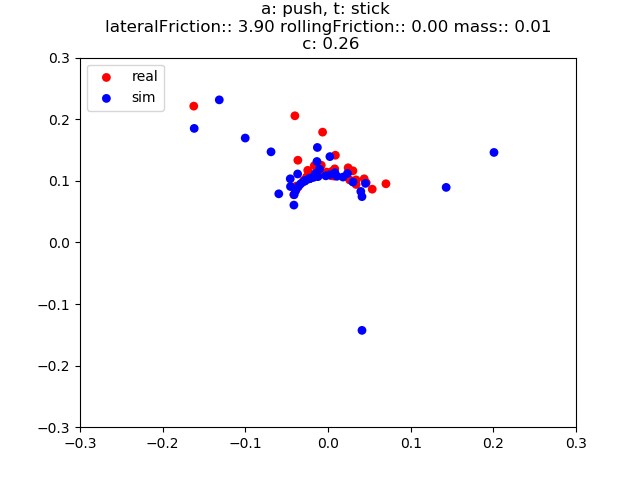 a: push, t: stick
lateralFriction:: 3.90 rollingFriction:: 0.00 mass:: 0.01
c: 0.26
real
sim
0.3
0.2
0.1
0.0
−0.1
−0.2
−0.3
−0.3 −0.2 −0.1 0.0 0.1 0.2 0.3